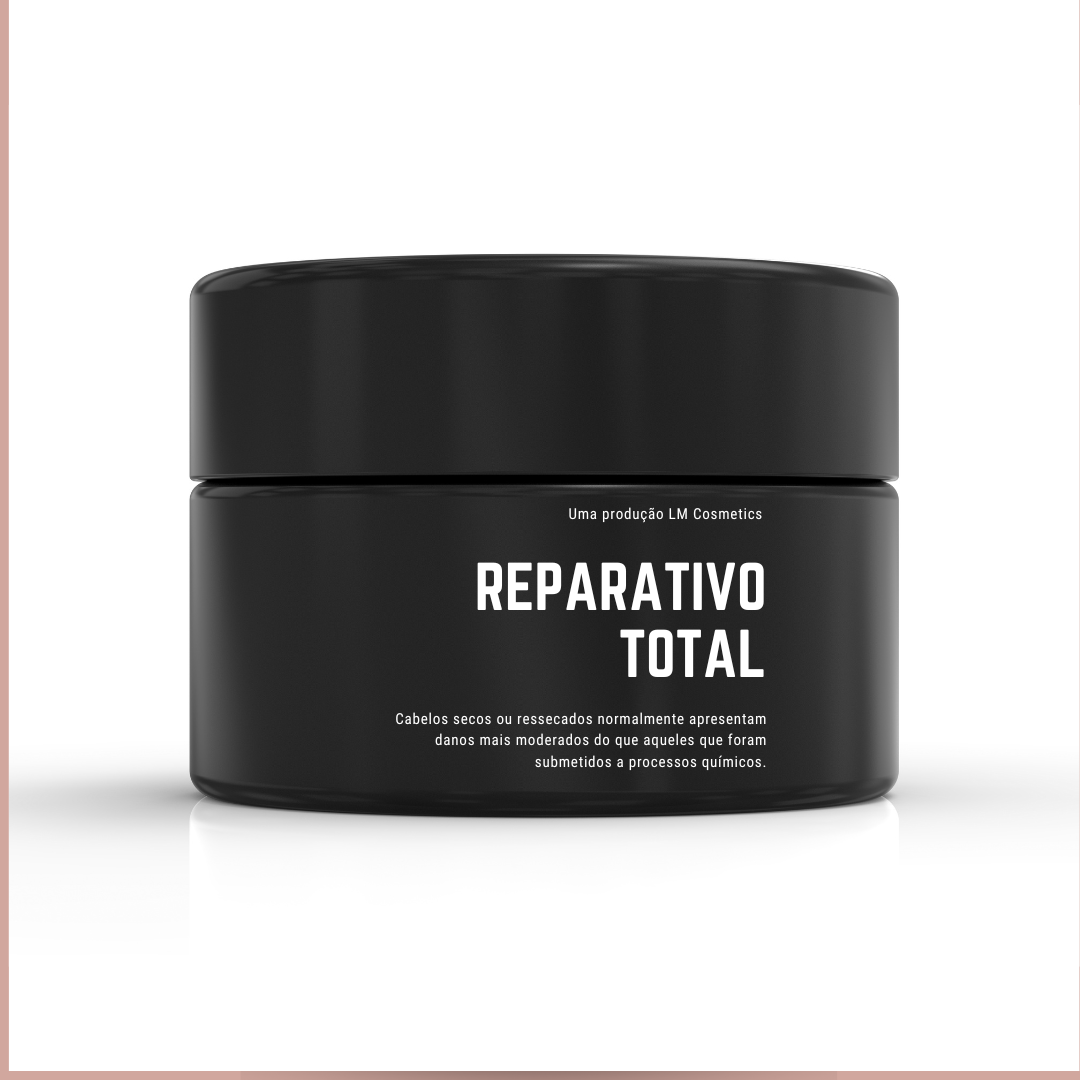 Uma produção LM Cosmetics
REPARATIVO
TOTAL
Cabelos secos ou ressecados normalmente apresentam
danos mais moderados do que aqueles que foram
submetidos a processos químicos.